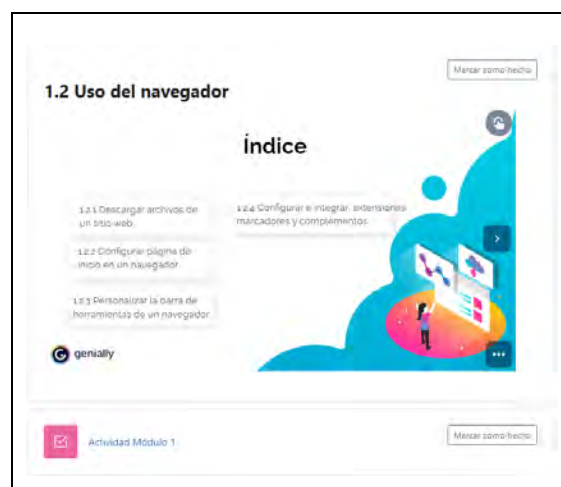 Marcar como hecho
1.2 Uso del navegador
Índice
1.2.1 Descargar archivos de
un sitio web
1.2.2 Configurar página de
inicio en un navegador
1.2.3 Personalizar la barra de
herramientas de un navegador
1.2.4 Configurar e integrar, extensiones
marcadores y complementos
genially
Actividad Módulo 1
Marcar como hecho